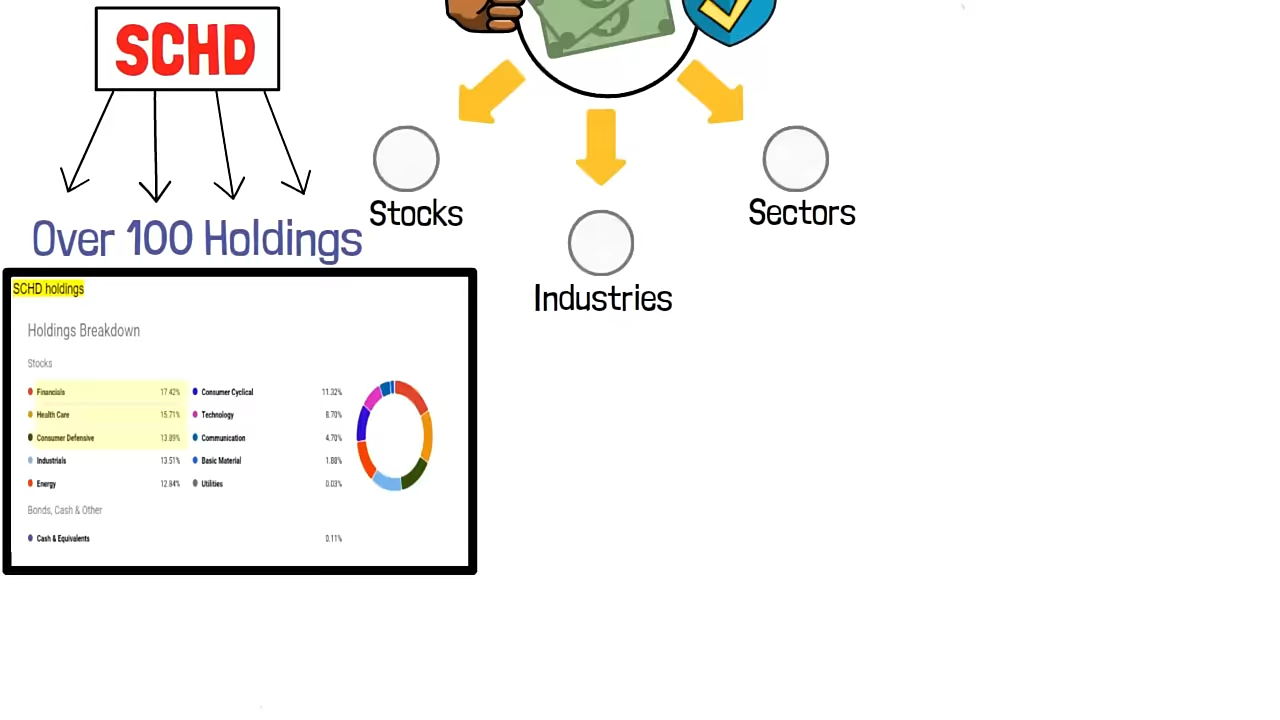 SCHD
Over 100 Holdings
Stocks
Industries
Sectors
SCHD holdings
Holdings Breakdown
Stocks
Financials 17.42% Consumer Cyclical 11.32%
Health Care 15.71% Technology 8.70%
Consumer Defensive 13.89% Communication 4.70%
Industrials 13.51% Basic Material 1.88%
Energy 12.84% Utilities 0.03%
Bonds, Cash & Other
Cash & Equivalents 0.11%